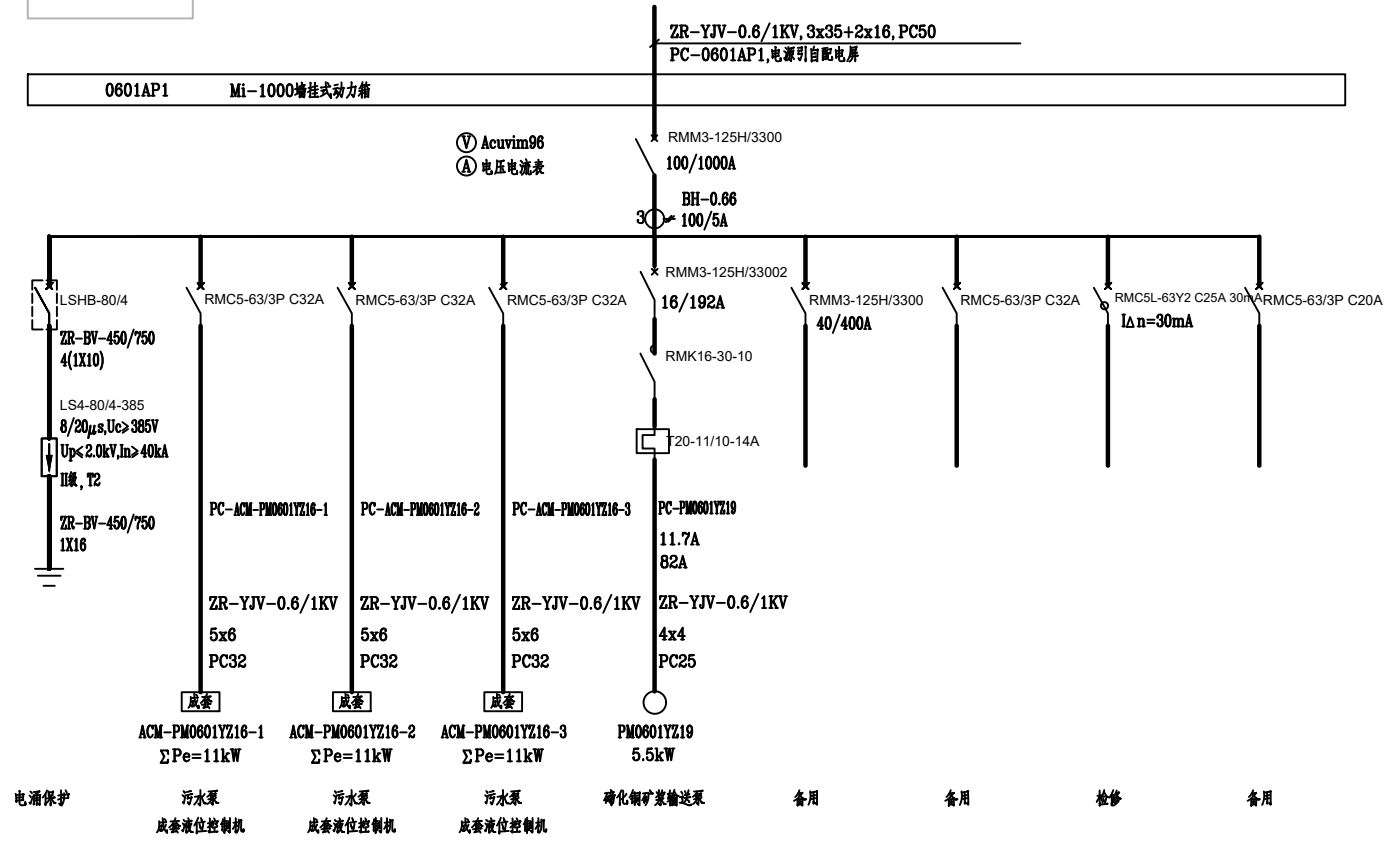 ZR-YJV-0.6/1KV, 3x35+2x16, PC50
PC-0601AP1,电源引自配电屏
0601AP1 Mi-1000墙挂式动力箱
V Acuvim96
A 电压电流表
RMM3-125H/3300
100/1000A
BH-0.66
3 100/5A
LSHB-80/4
ZR-BV-450/750
4(1X10)
LS4-80/4-385
8/20μs,Uc≥385V
Up≤2.0kV,In≥40kA
II级, T2
ZR-BV-450/750
1X16
RMC5-63/3P C32A
RMC5-63/3P C32A
RMC5-63/3P C32A
RMM3-125H/33002
16/192A
RMK16-30-10
T20-11/10-14A
RMM3-125H/3300
40/400A
RMC5-63/3P C32A
RMC5L-63Y2 C25A 30mA
IΔn=30mA
RMC5-63/3P C20A
PC-ACM-PM0601YZ16-1
PC-ACM-PM0601YZ16-2
PC-ACM-PM0601YZ16-3
PC-PM0601YZ19
11.7A
82A
ZR-YJV-0.6/1KV
5x6
PC32
ZR-YJV-0.6/1KV
5x6
PC32
ZR-YJV-0.6/1KV
5x6
PC32
ZR-YJV-0.6/1KV
4x4
PC25
成套
成套
成套
ACM-PM0601YZ16-1
ΣPe=11kW
ACM-PM0601YZ16-2
ΣPe=11kW
ACM-PM0601YZ16-3
ΣPe=11kW
PM0601YZ19
5.5kW
电涌保护
污水泵
成套液位控制机
污水泵
成套液位控制机
污水泵
成套液位控制机
碲化铜矿浆输送泵
备用
备用
检修
备用